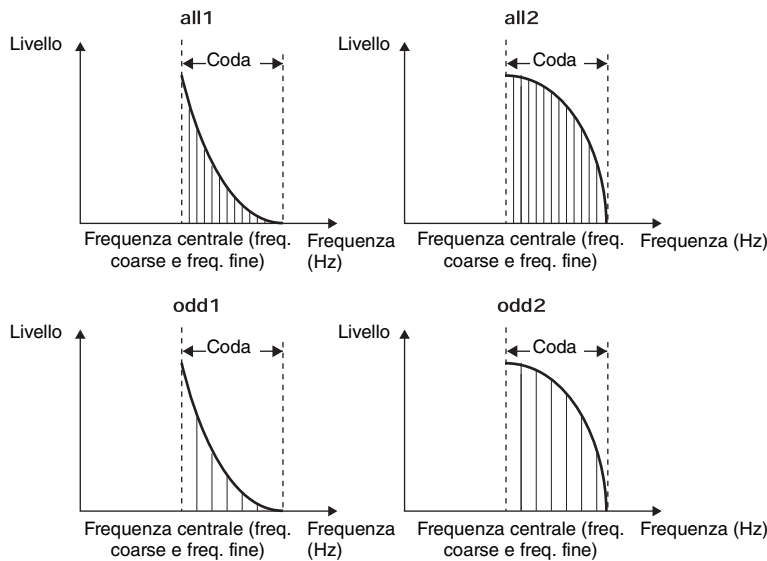 all1
Livello
Coda
Frequenza centrale (freq.
coarse e freq. fine)
Frequenza
(Hz)
all2
Livello
Coda
Frequenza centrale (freq.
coarse e freq. fine)
Frequenza (Hz)
odd1
Livello
Coda
Frequenza centrale (freq.
coarse e freq. fine)
Frequenza
(Hz)
odd2
Livello
Coda
Frequenza centrale (freq.
coarse e freq. fine)
Frequenza (Hz)